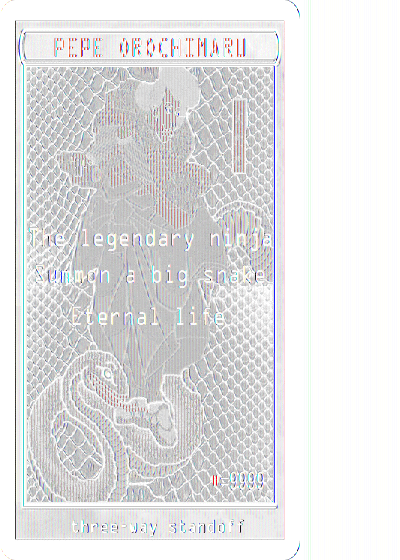 PEPE OROCHIMARU
The legendary ninja
Summon a big snake
Eternal life
three-way standoff